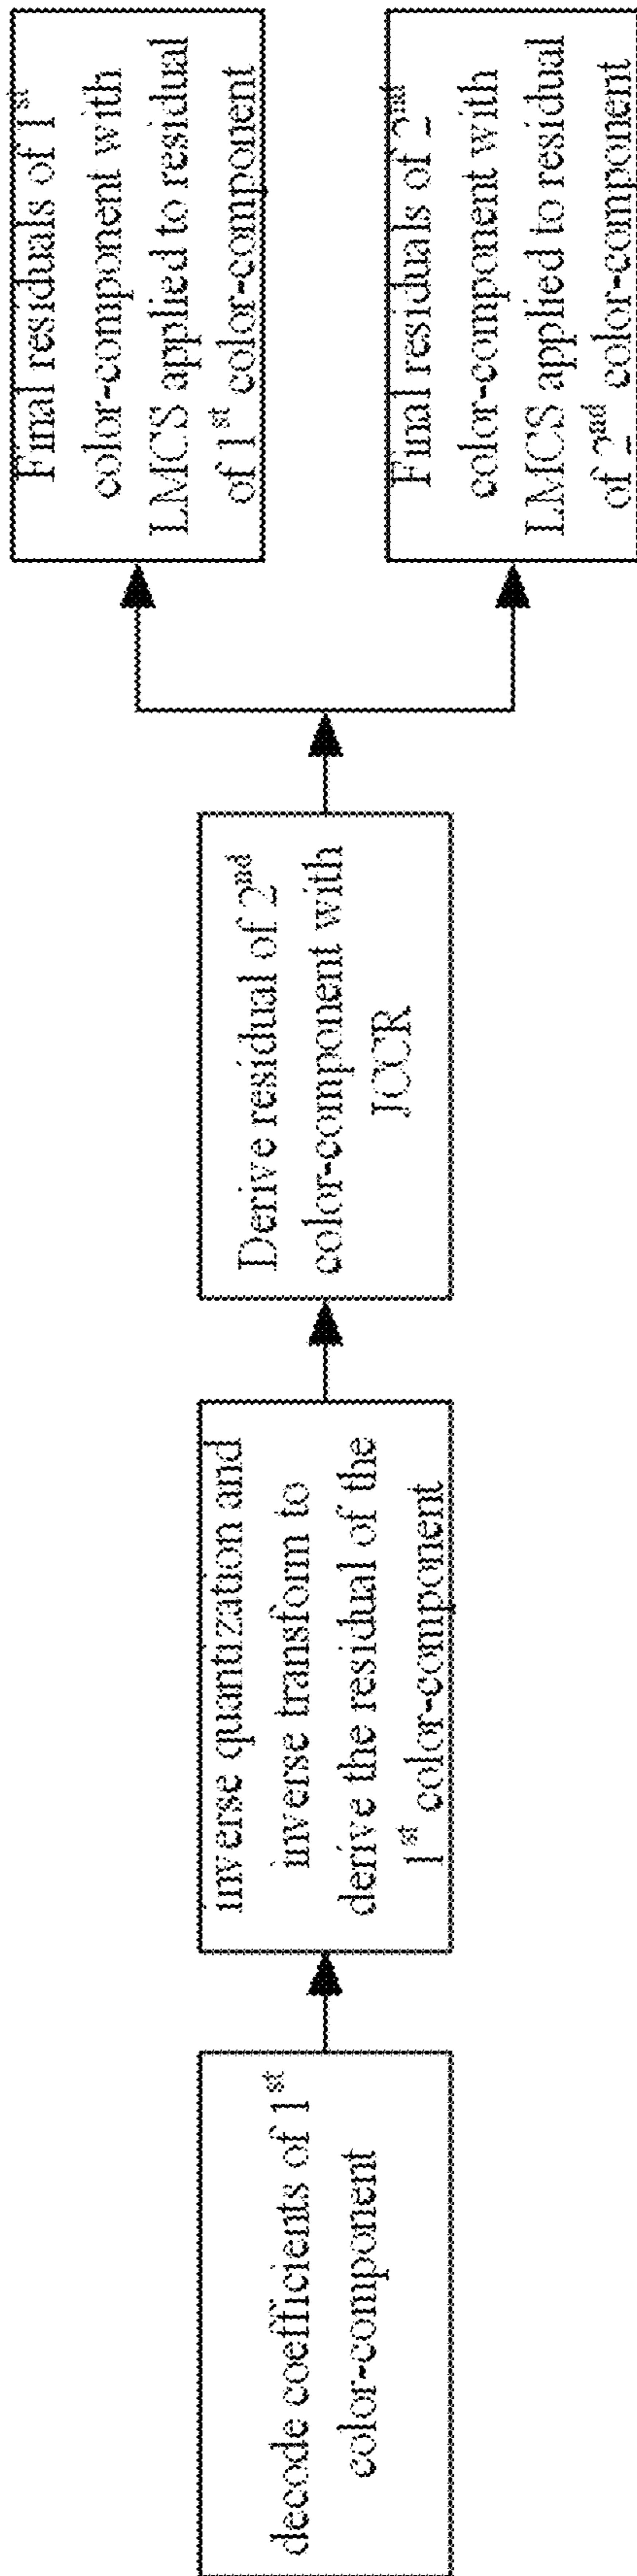 decode coefficients of 1st
color-component
inverse quantization and
inverse transform to
derive the residual of the
1st color-component
Derive residual of 2nd
color-component with
JCCR
Final residuals of 1st
color-component with
LMCS applied to residual
of 1st color-component
Final residuals of 2nd
color-component with
LMCS applied to residual
of 2nd color-component